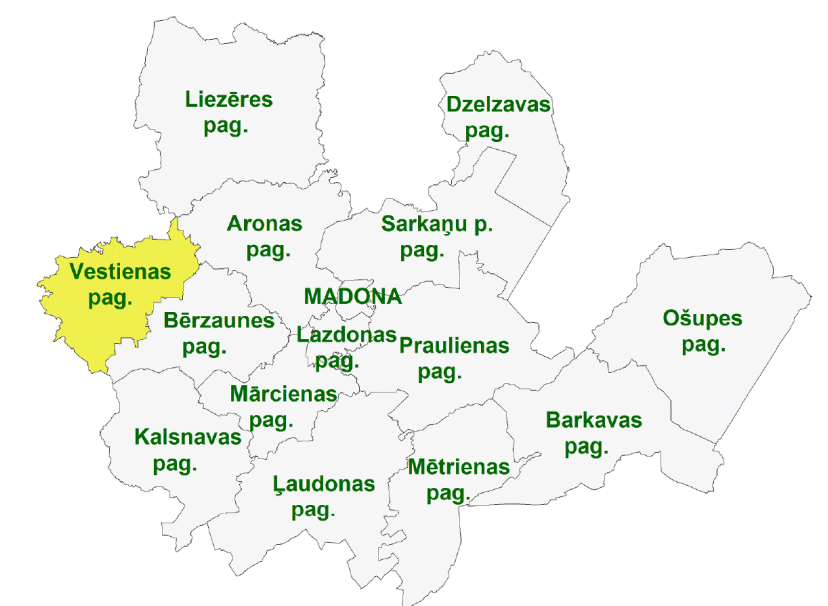 Liezēres
pag.
Dzelzavas
pag.
Aronas
pag.
Sarkaņu p.
pag.
Vestienas
pag.
MADONA
Bērzaunes
pag.
Lazdonas
pag.
Praulienas
pag.
Ošupes
pag.
Mārcienas
pag.
Kalsnavas
pag.
Barkavas
pag.
Ļaudonas
pag.
Mētrienas
pag.